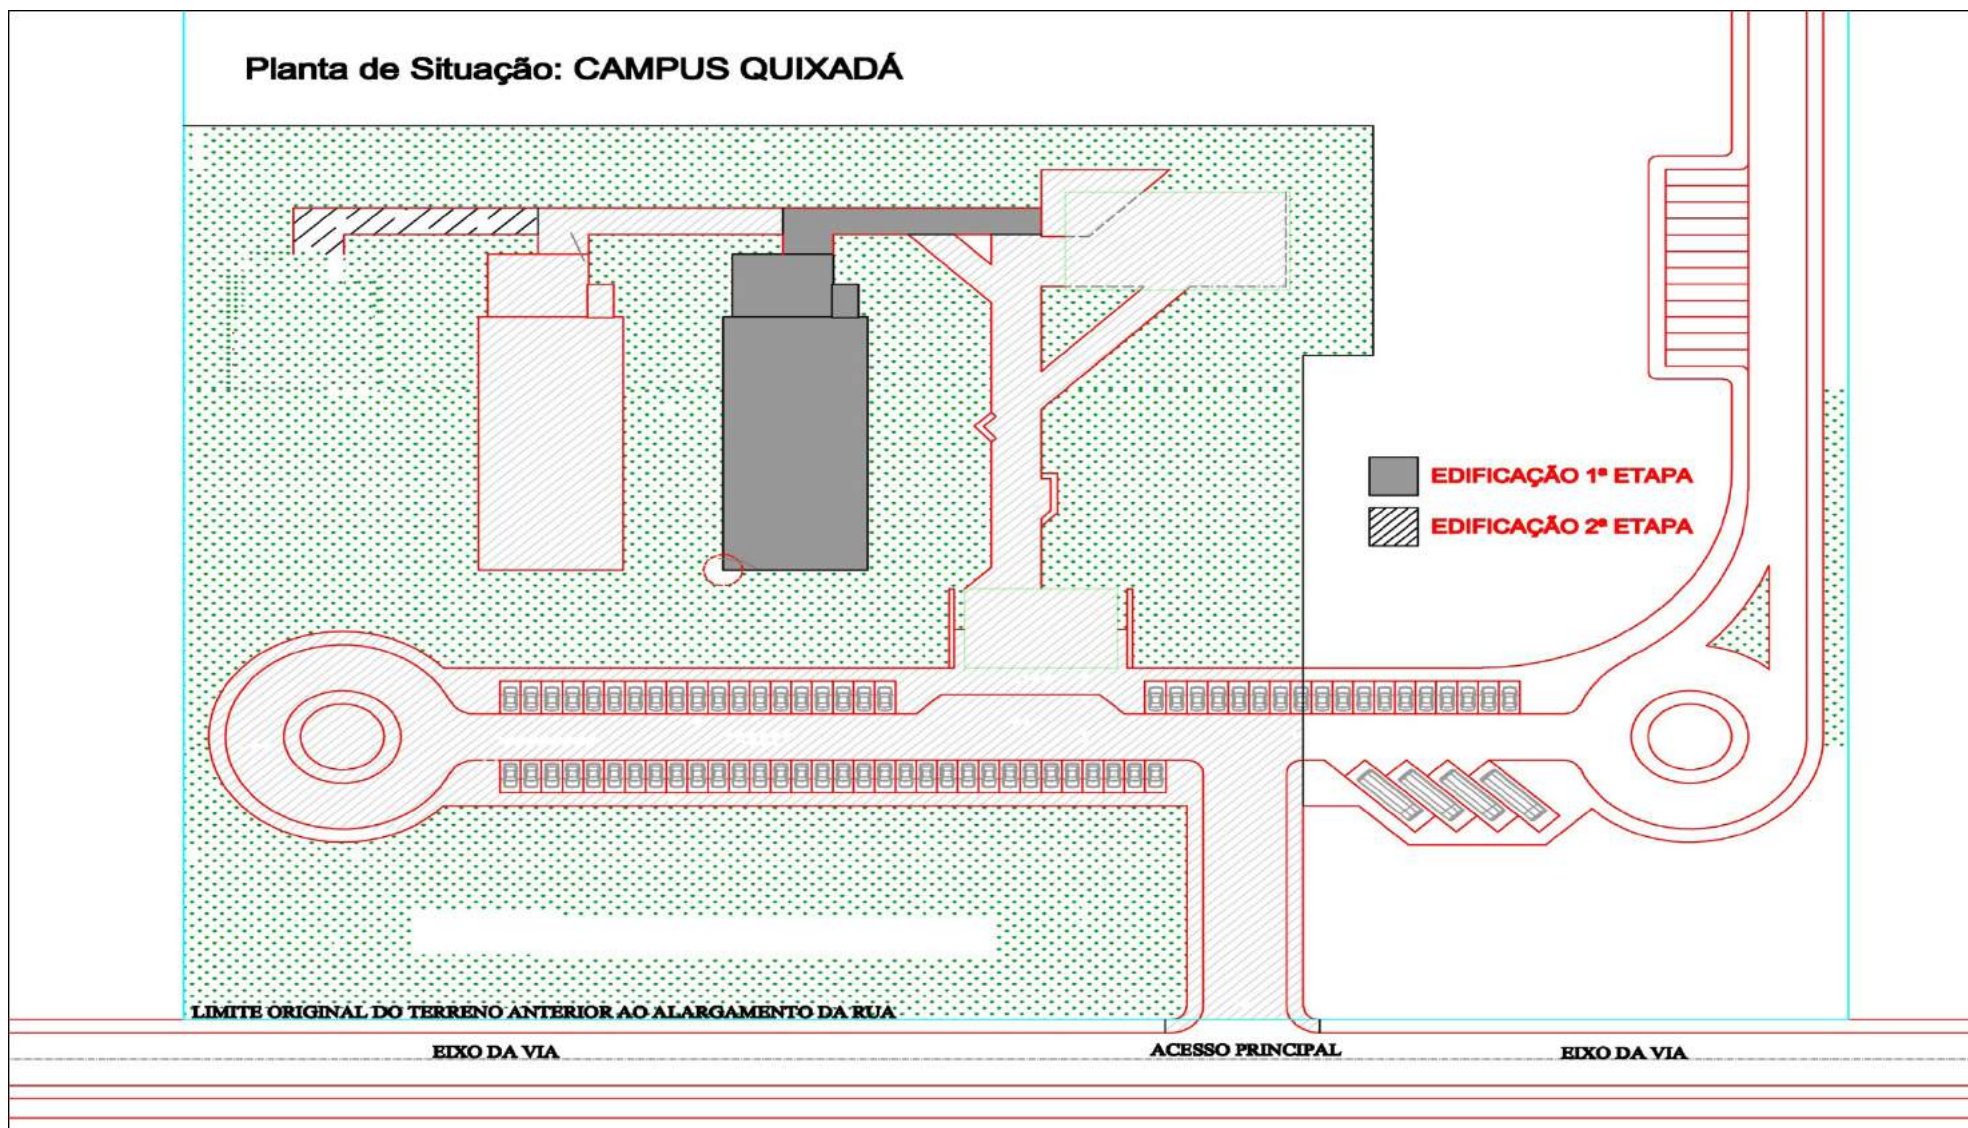 Planta de Situação: CAMPUS QUIXADÁ
EDIFICAÇÃO 1ª ETAPA
EDIFICAÇÃO 2ª ETAPA
LIMITE ORIGINAL DO TERRENO ANTERIOR AO ALARGAMENTO DA RUA
EIXO DA VIA
ACESSO PRINCIPAL
EIXO DA VIA